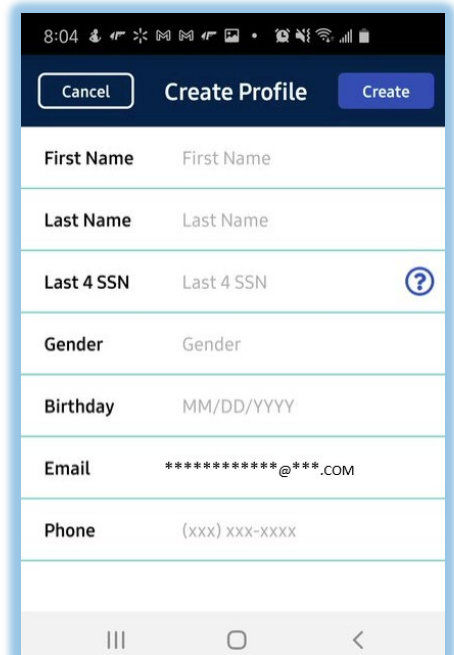 8:04
Cancel Create Profile Create
First Name First Name
Last Name Last Name
Last 4 SSN Last 4 SSN ?
Gender Gender
Birthday MM/DD/YYYY
Email ************@***.COM
Phone (xxx) xxx-xxxx